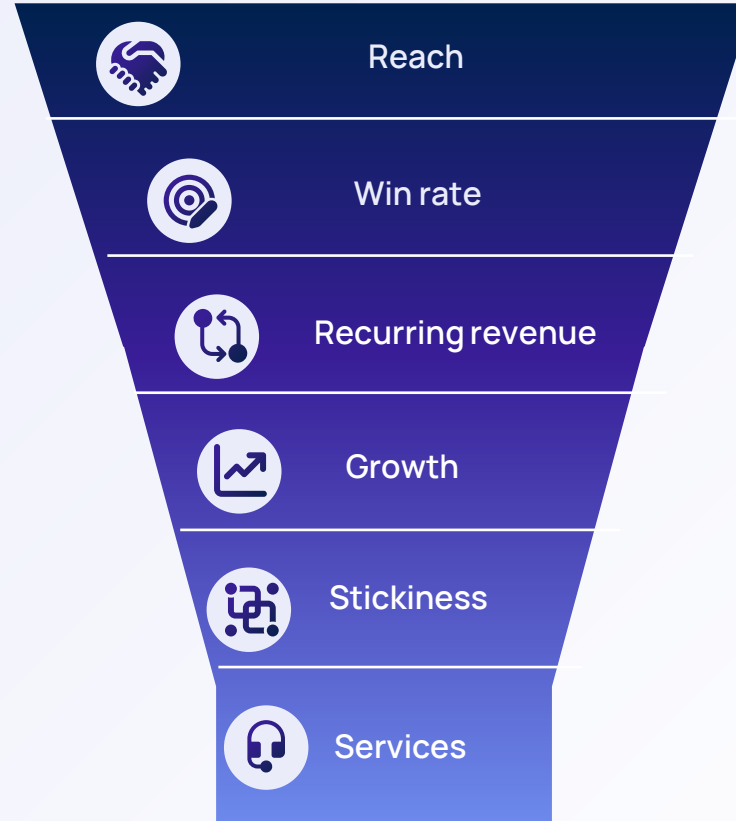 Reach
Win rate
Recurring revenue
Growth
Stickiness
Services